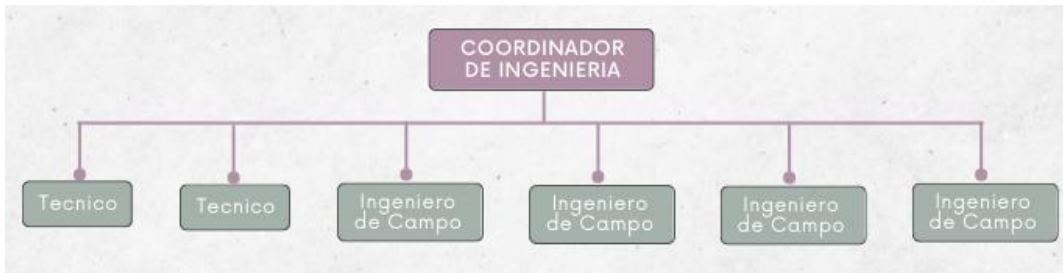 COORDINADOR
DE INGENIERIA
Tecnico
Tecnico
Ingeniero
de Campo
Ingeniero
de Campo
Ingeniero
de Campo
Ingeniero
de Campo